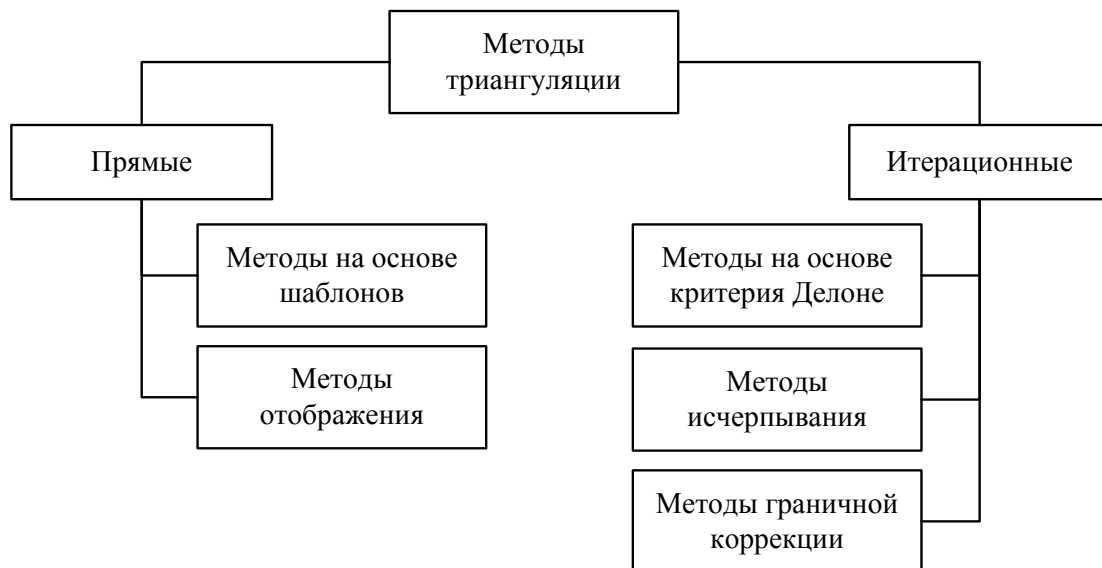 Методы
триангуляции
Прямые
Итерационные
Методы на основе
шаблонов
Методы на основе
критерия Делоне
Методы
отображения
Методы
исчерпывания
Методы граничной
коррекции